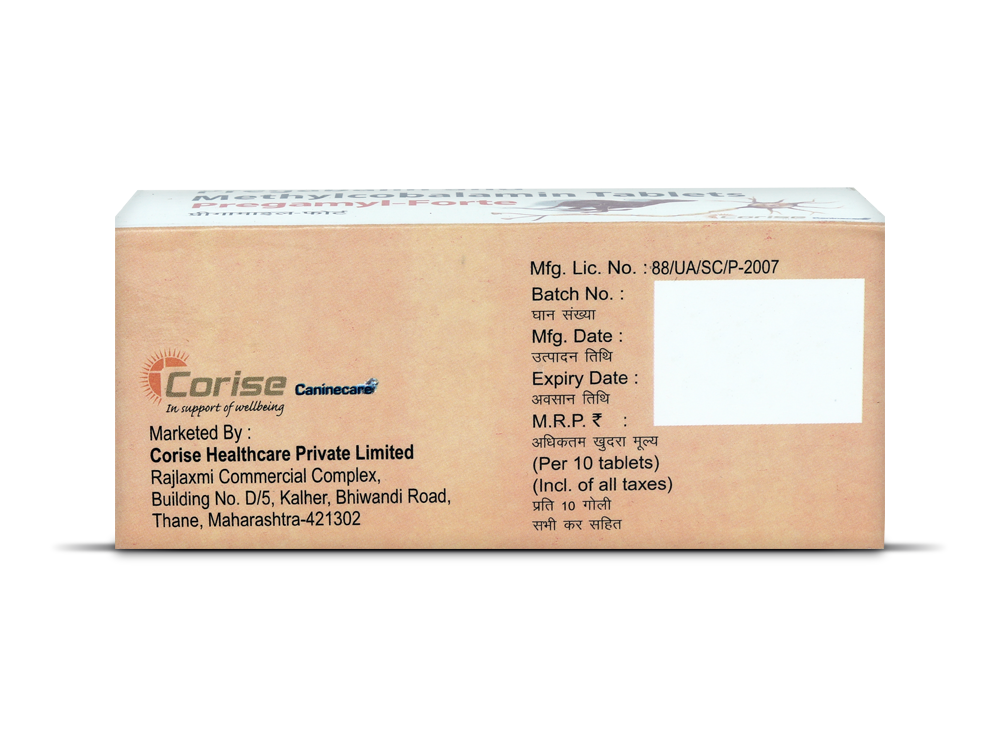 Methylcobalamin Tablets
Pregamyl-Forte
प्रीगामाइल-फोर्ट
Corise
Corise
In support of wellbeing
Caninecare
Marketed By :
Corise Healthcare Private Limited
Rajlaxmi Commercial Complex,
Building No. D/5, Kalher, Bhiwandi Road,
Thane, Maharashtra-421302
Mfg. Lic. No. : 88/UA/SC/P-2007
Batch No. :
घान संख्या
Mfg. Date :
उत्पादन तिथि
Expiry Date :
अवसान तिथि
M.R.P. ₹ :
अधिकतम खुदरा मूल्य
(Per 10 tablets)
(Incl. of all taxes)
प्रति 10 गोली
सभी कर सहित